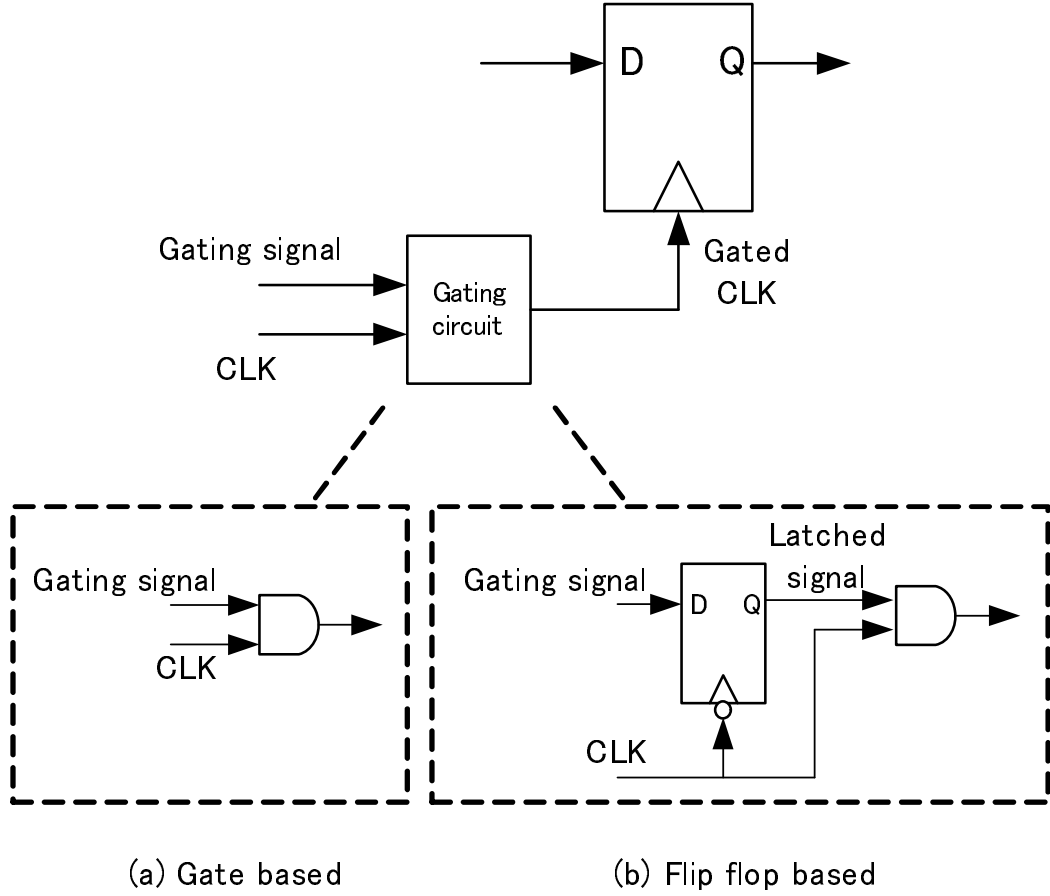 D Q
Gating signal
Gated
CLK
Gating
circuit
CLK
Gating signal
CLK
Latched
signal
Gating signal
D Q
CLK
(a) Gate based
(b) Flip flop based